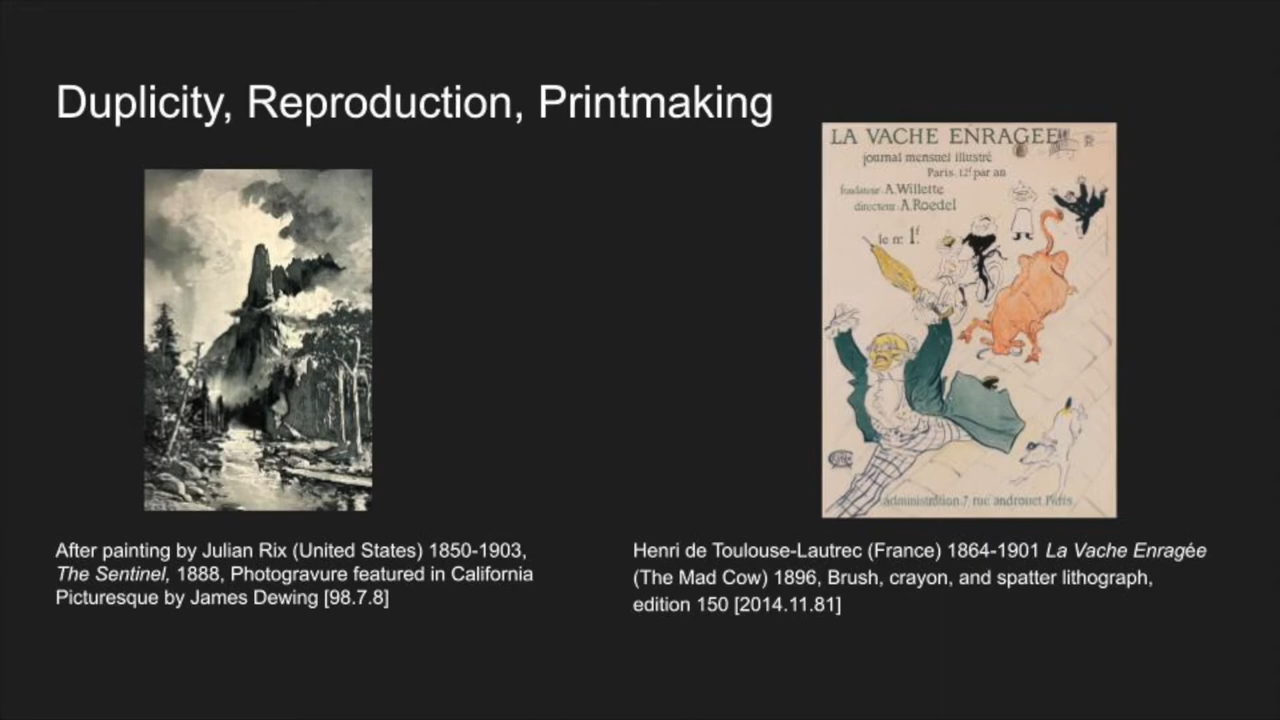 Duplicity, Reproduction, Printmaking
LA VACHE ENRAGÉE
journal mensuel illustré
Paris. 12f par an
fondateur. A. Willette
directeur: A. Roedel
le no: 1f.
administration. 7. rue androuet Paris
After painting by Julian Rix (United States) 1850-1903,
The Sentinel, 1888, Photogravure featured in California
Picturesque by James Dewing [98.7.8]
Henri de Toulouse-Lautrec (France) 1864-1901 La Vache Enragée
(The Mad Cow) 1896, Brush, crayon, and spatter lithograph,
edition 150 [2014.11.81]